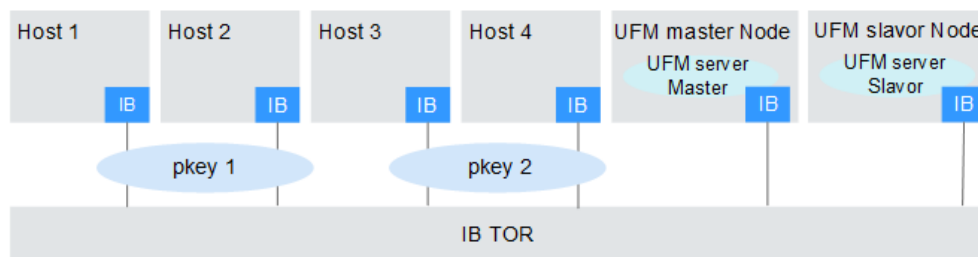 Host 1
Host 2
Host 3
Host 4
UFM master Node
UFM slavor Node
UFM server
Master
UFM server
Slavor
IB
IB
IB
IB
IB
IB
pkey 1
pkey 2
IB TOR